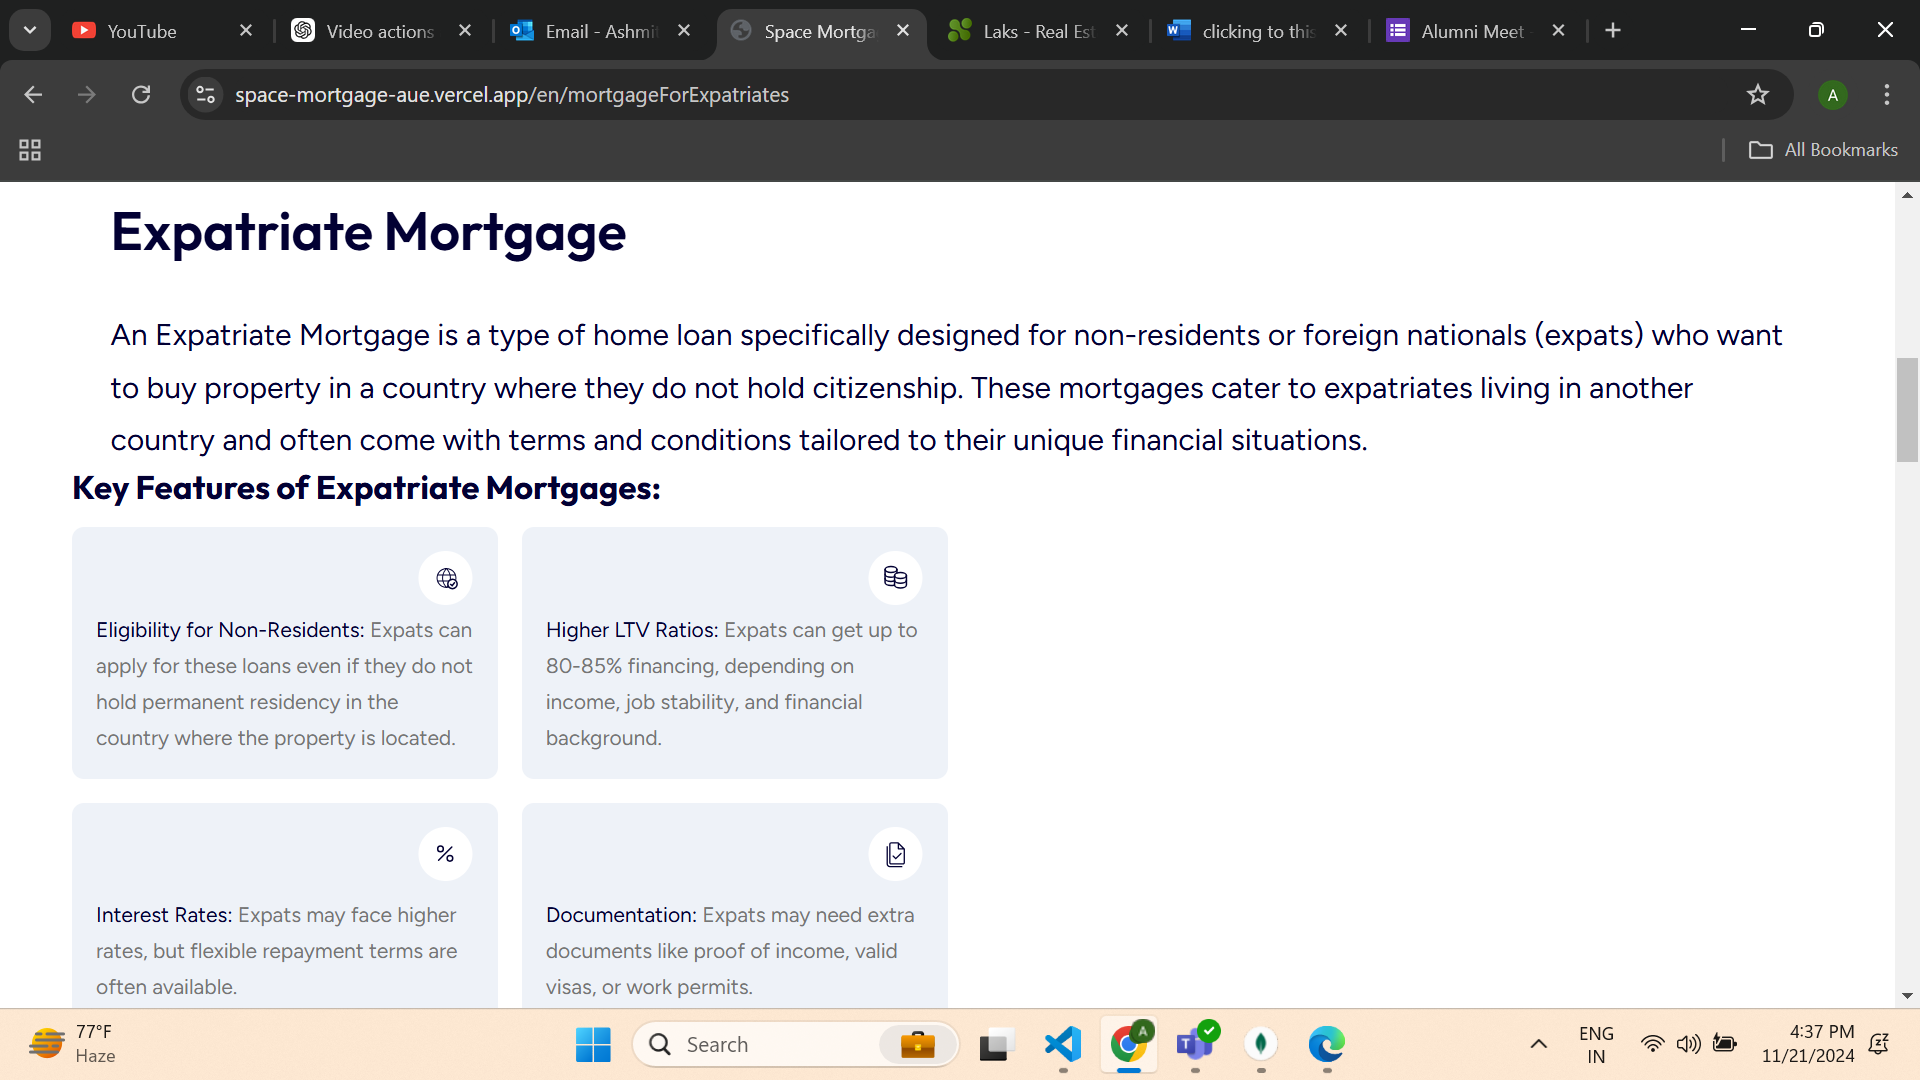 YouTube
Video actions
Email - Ashmit
Space Mortga
Laks - Real Est
clicking to this
Alumni Meet -
space-mortgage-aue.vercel.app/en/mortgageForExpatriates
A
All Bookmarks
Expatriate Mortgage
An Expatriate Mortgage is a type of home loan specifically designed for non-residents or foreign nationals (expats) who want
to buy property in a country where they do not hold citizenship. These mortgages cater to expatriates living in another
country and often come with terms and conditions tailored to their unique financial situations.
Key Features of Expatriate Mortgages:
Eligibility for Non-Residents: Expats can
apply for these loans even if they do not
hold permanent residency in the
country where the property is located.
Higher LTV Ratios: Expats can get up to
80-85% financing, depending on
income, job stability, and financial
background.
%
Interest Rates: Expats may face higher
rates, but flexible repayment terms are
often available.
Documentation: Expats may need extra
documents like proof of income, valid
visas, or work permits.
77°F
Haze
Search
A
T
ENG
IN
4:37 PM
11/21/2024